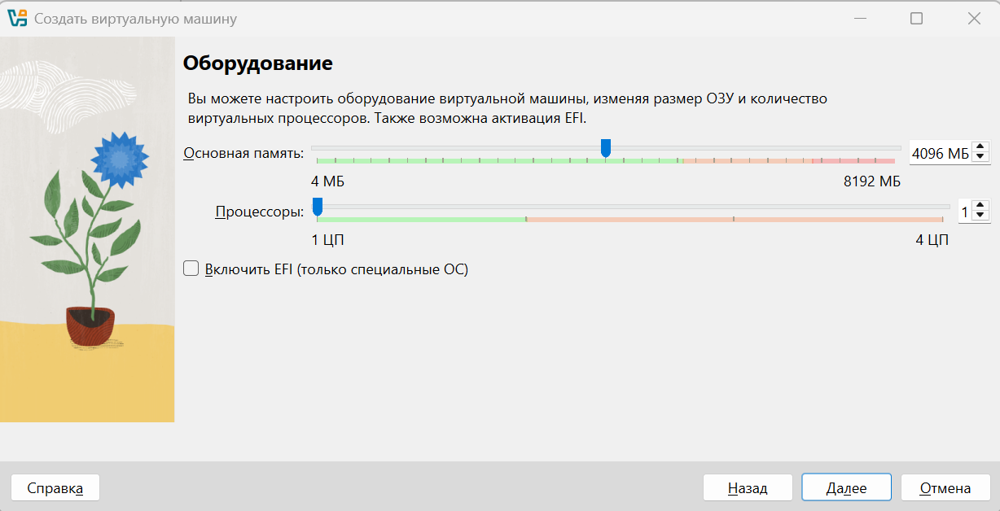 Создать виртуальную машину
Оборудование
Вы можете настроить оборудование виртуальной машины, изменяя размер ОЗУ и количество
виртуальных процессоров. Также возможна активация EFI.
Основная память:
4096 МБ
4 МБ
8192 МБ
Процессоры:
1
1 ЦП
4 ЦП
Включить EFI (только специальные ОС)
Справка
Назад
Далее
Отмена